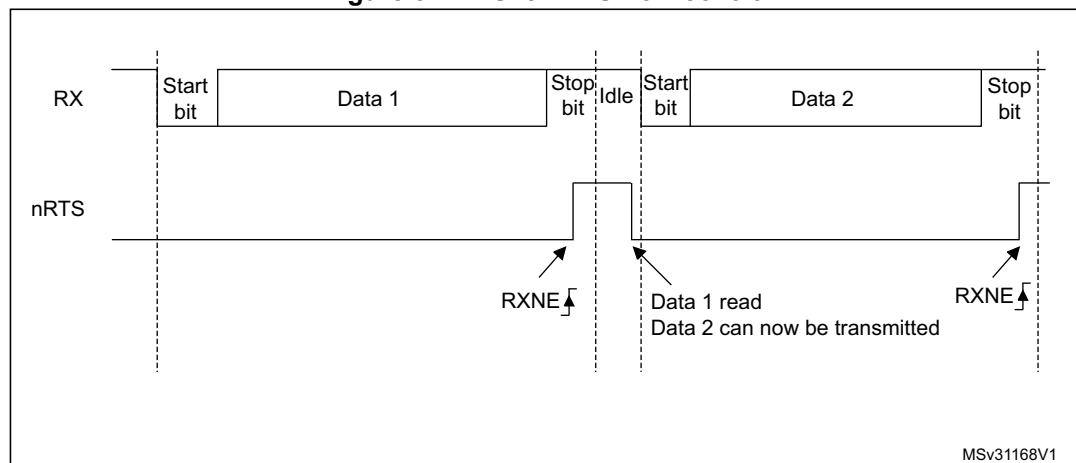 RX
Start
bit
Data 1
Stop
bit
Idle
Start
bit
Data 2
Stop
bit
nRTS
RXNE
Data 1 read
Data 2 can now be transmitted
RXNE
MSv31168V1